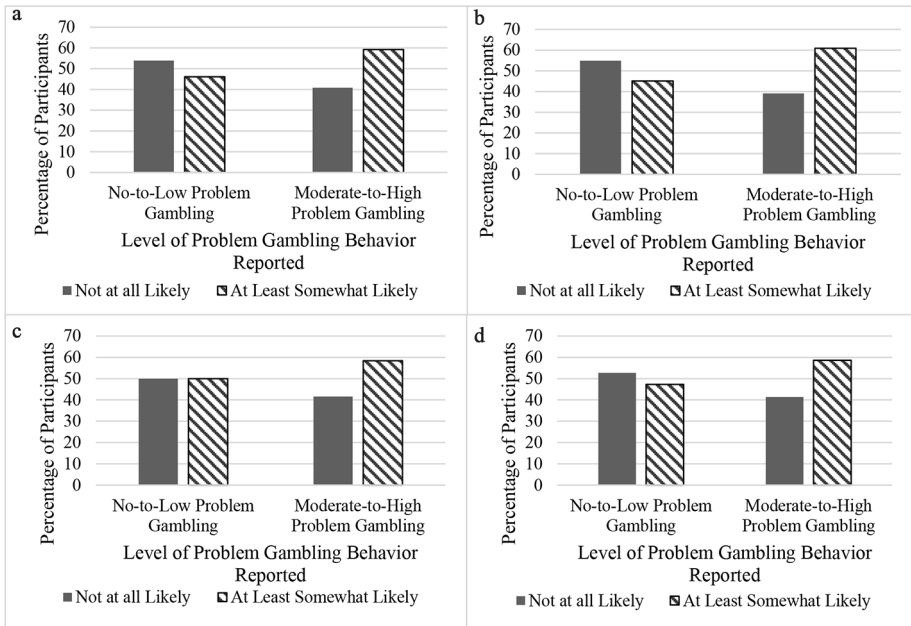 a
70
60
50
40
30
20
10
0
Percentage of Participants
No-to-Low Problem
Gambling
Moderate-to-High
Problem Gambling
Level of Problem Gambling Behavior
Reported
Not at all Likely
At Least Somewhat Likely
b
70
60
50
40
30
20
10
0
Percentage of Participants
No-to-Low Problem
Gambling
Moderate-to-High
Problem Gambling
Level of Problem Gambling Behavior
Reported
Not at all Likely
At Least Somewhat Likely
c
70
60
50
40
30
20
10
0
Percentage of Participants
No-to-Low Problem
Gambling
Moderate-to-High
Problem Gambling
Level of Problem Gambling Behavior
Reported
Not at all Likely
At Least Somewhat Likely
d
70
60
50
40
30
20
10
0
Percentage of Participants
No-to-Low Problem
Gambling
Moderate-to-High
Problem Gambling
Level of Problem Gambling Behavior
Reported
Not at all Likely
At Least Somewhat Likely